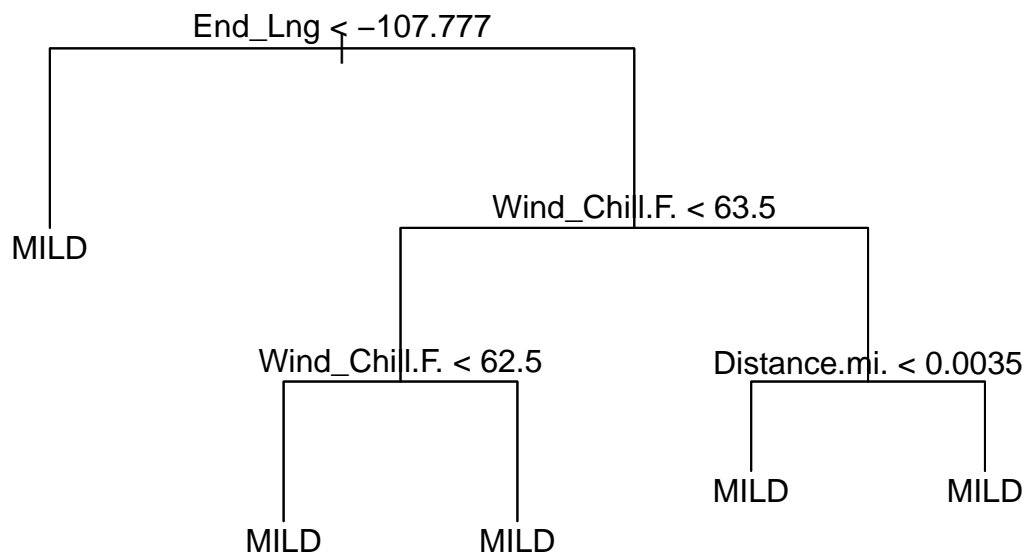 End_Lng < −107.777
Wind_Chill.F. < 63.5
MILD
Wind_Chill.F. < 62.5
Distance.mi. < 0.0035
MILD
MILD
MILD
MILD